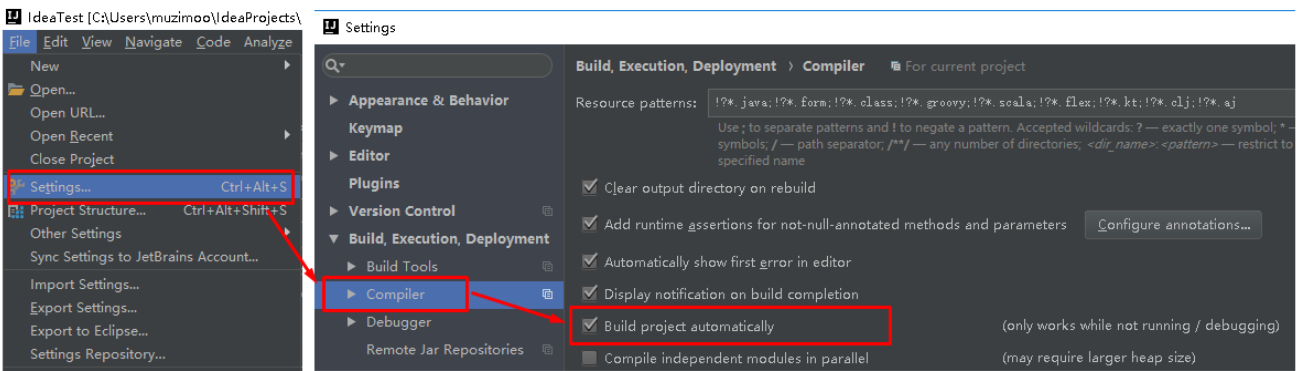 IdeaTest [C:\Users\muzimoo\IdeaProjects\
File Edit View Navigate Code Analyze
New
Open...
Open URL...
Open Recent
Close Project
Settings... Ctrl+Alt+S
Project Structure... Ctrl+Alt+Shift+S
Other Settings
Sync Settings to JetBrains Account...
Import Settings...
Export Settings...
Export to Eclipse...
Settings Repository...
Settings
Appearance & Behavior
Keymap
Editor
Plugins
Version Control
Build, Execution, Deployment
Build Tools
Compiler
Debugger
Remote Jar Repositories
Build, Execution, Deployment › Compiler For current project
Resource patterns: !?*.java;!?*.form;!?*.class;!?*.groovy;!?*.scala;!?*.flex;!?*.kt;!?*.clj;!?*.aj
Use ; to separate patterns and ! to negate a pattern. Accepted wildcards: ? — exactly one symbol; * —
symbols; / — path separator; /**/ — any number of directories; <dir_name>:<pattern> — restrict to
specified name
Clear output directory on rebuild
Add runtime assertions for not-null-annotated methods and parameters Configure annotations...
Automatically show first error in editor
Display notification on build completion
Build project automatically (only works while not running / debugging)
Compile independent modules in parallel (may require larger heap size)